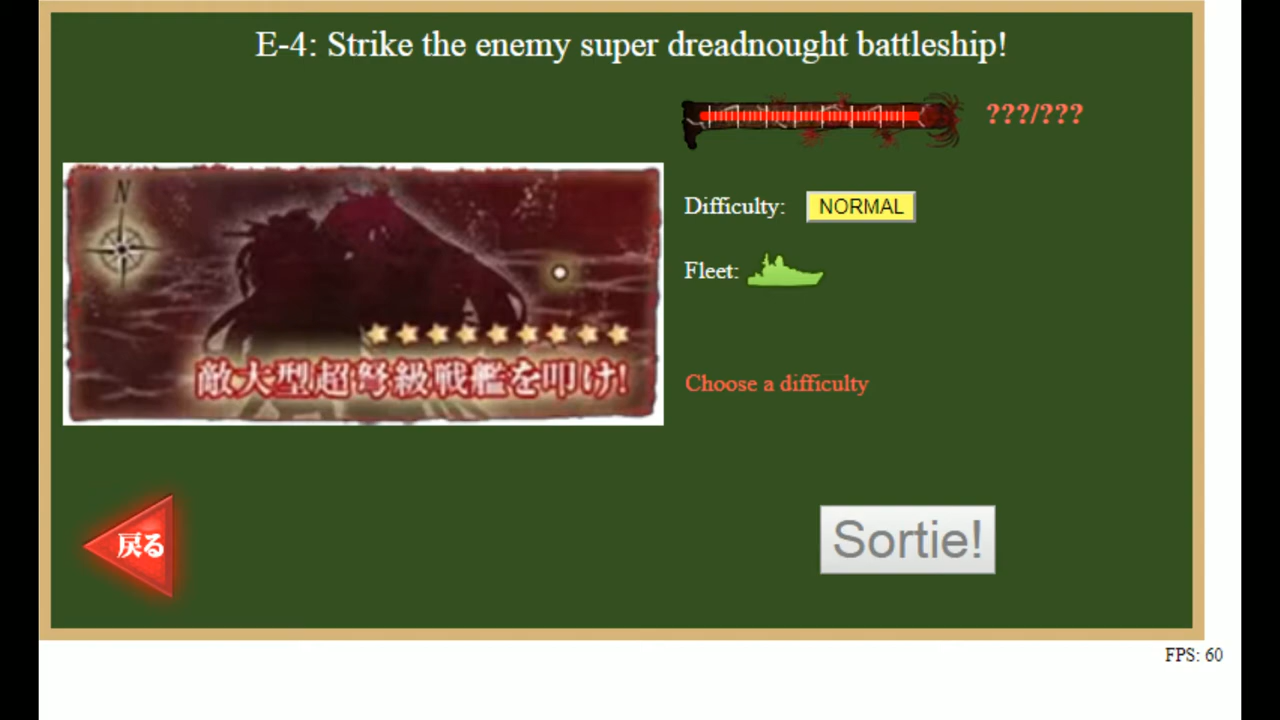 E-4: Strike the enemy super dreadnought battleship!
???/???
N
Difficulty: NORMAL
Fleet:
敵大型超弩級戦艦を叩け!
Choose a difficulty
戻る
Sortie!
FPS: 60